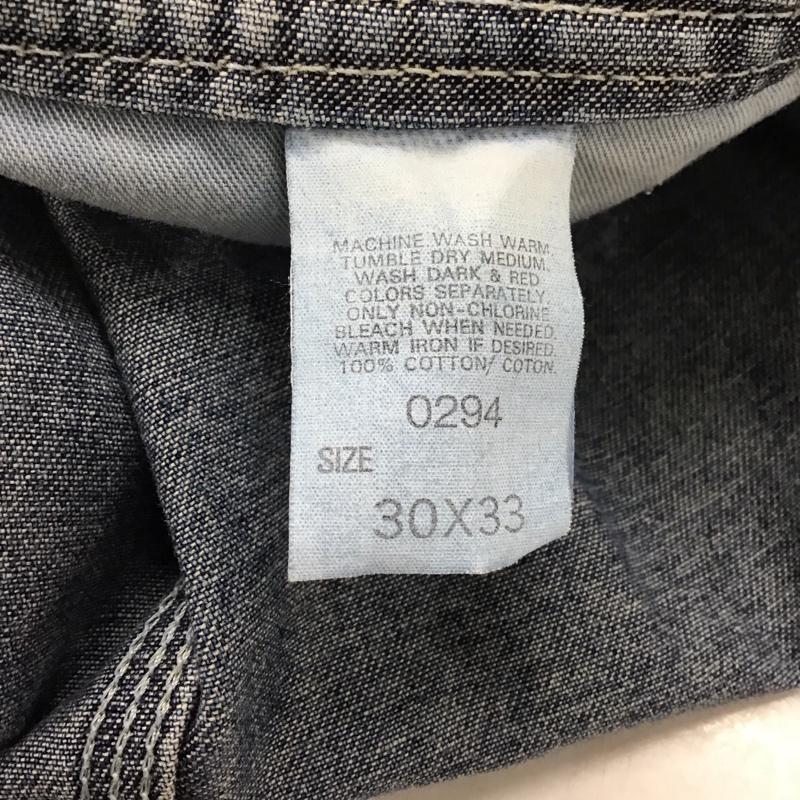 MACHINE WASH WARM.
TUMBLE DRY MEDIUM.
WASH DARK & RED
COLORS SEPARATELY.
ONLY NON-CHLORINE
BLEACH WHEN NEEDED.
WARM IRON IF DESIRED.
100% COTTON/ COTON.
0294
SIZE
30X33